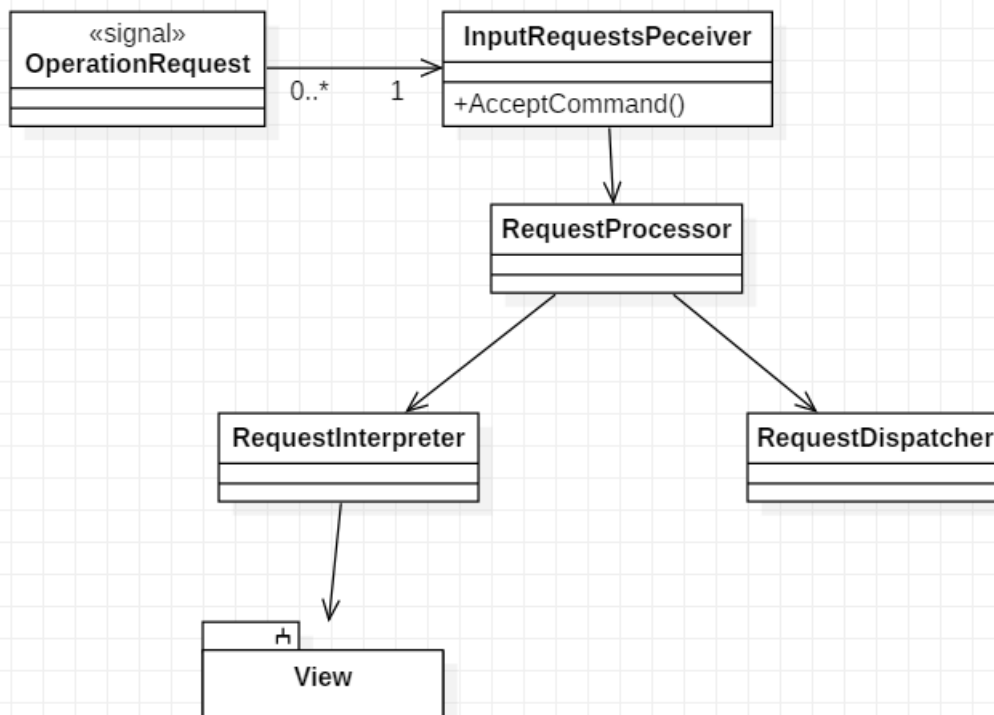 «signal»
OperationRequest
InputRequestsPeceiver
0..*
1
+AcceptCommand()
RequestProcessor
RequestInterpreter
RequestDispatcher
View